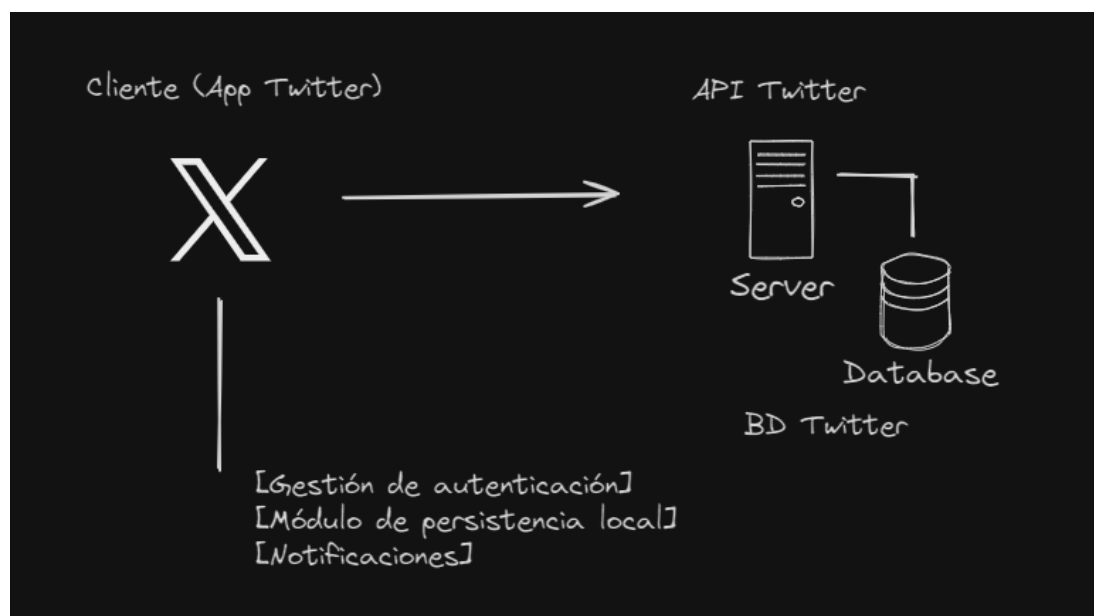 Cliente (App Twitter)
API Twitter
Server
Database
BD Twitter
[Gestión de autenticación]
[Módulo de persistencia local]
[Notificaciones]